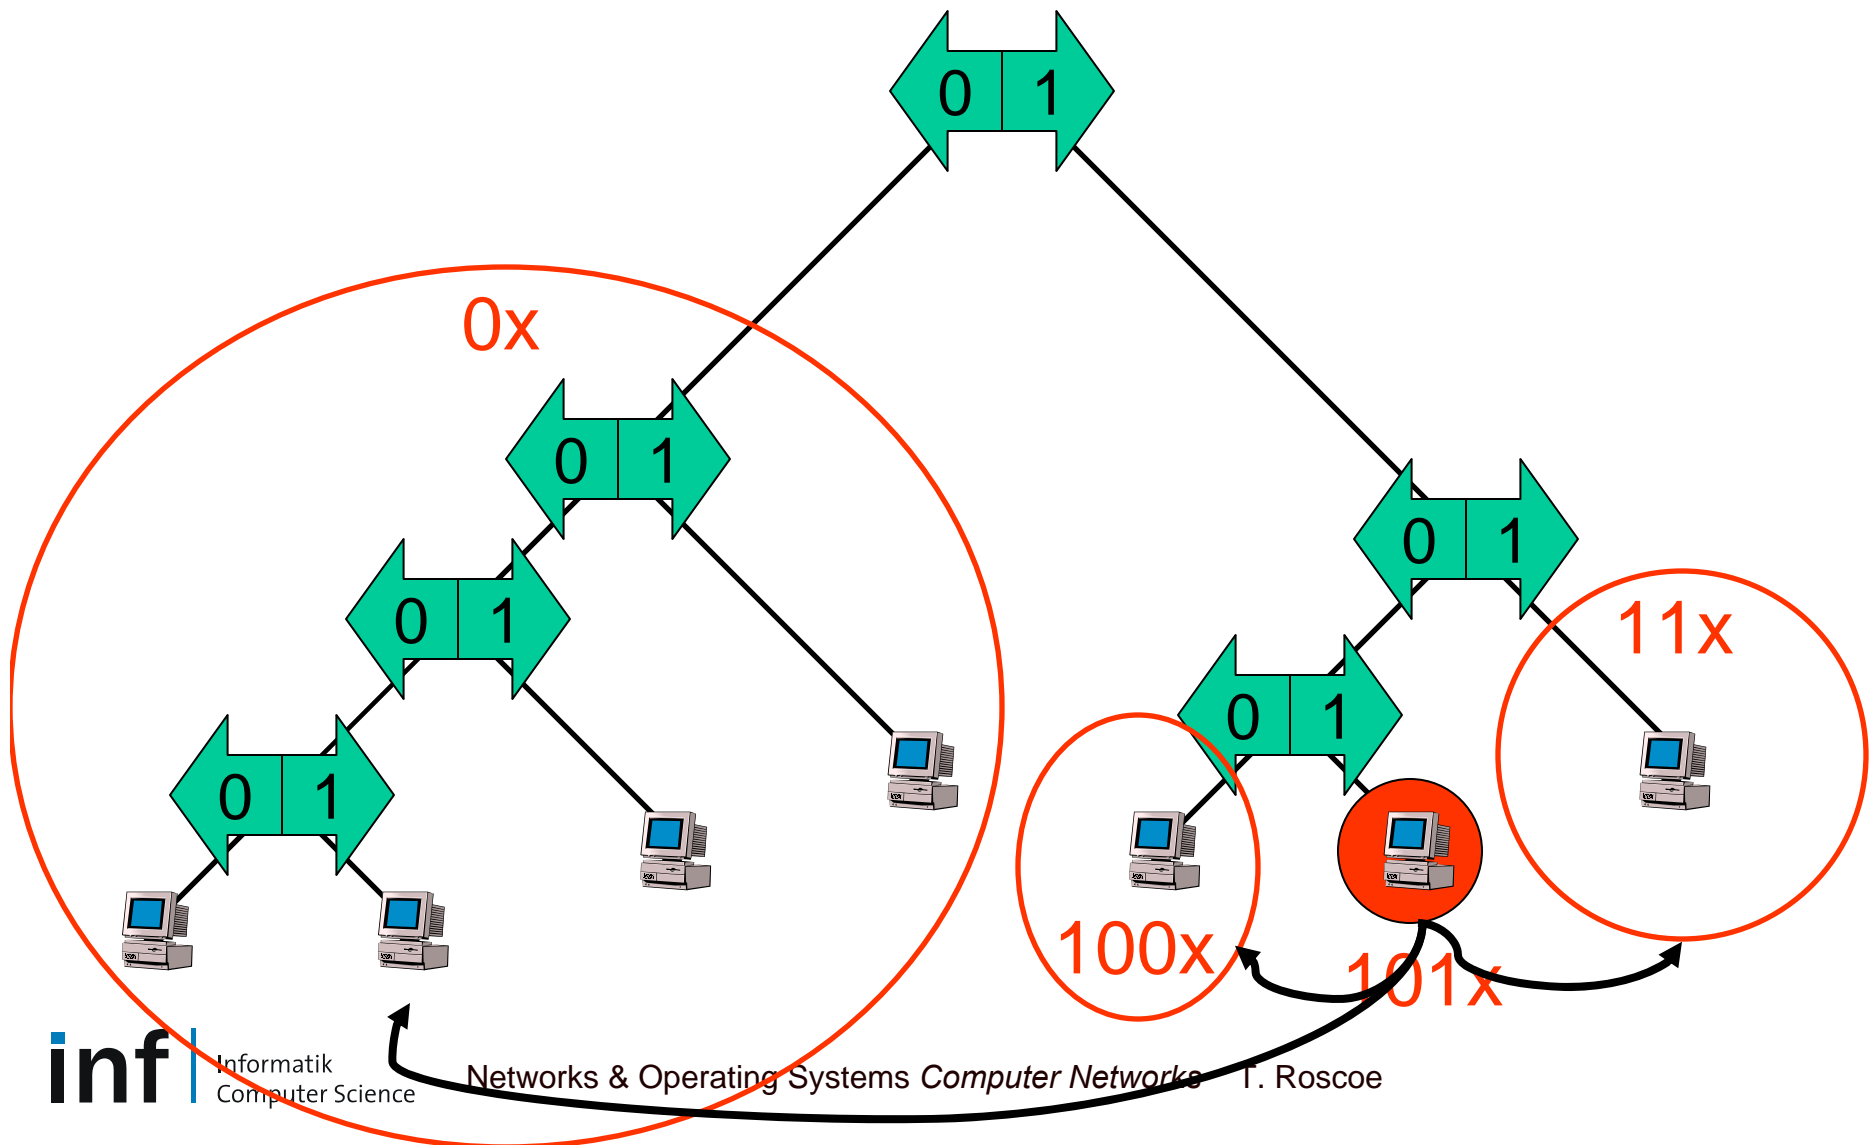 0 1
0x
0 1
0 1
0 1
11x
0 1
0 1
100x
101x
inf
Informatik
Computer Science
Networks & Operating Systems Computer Networks T. Roscoe